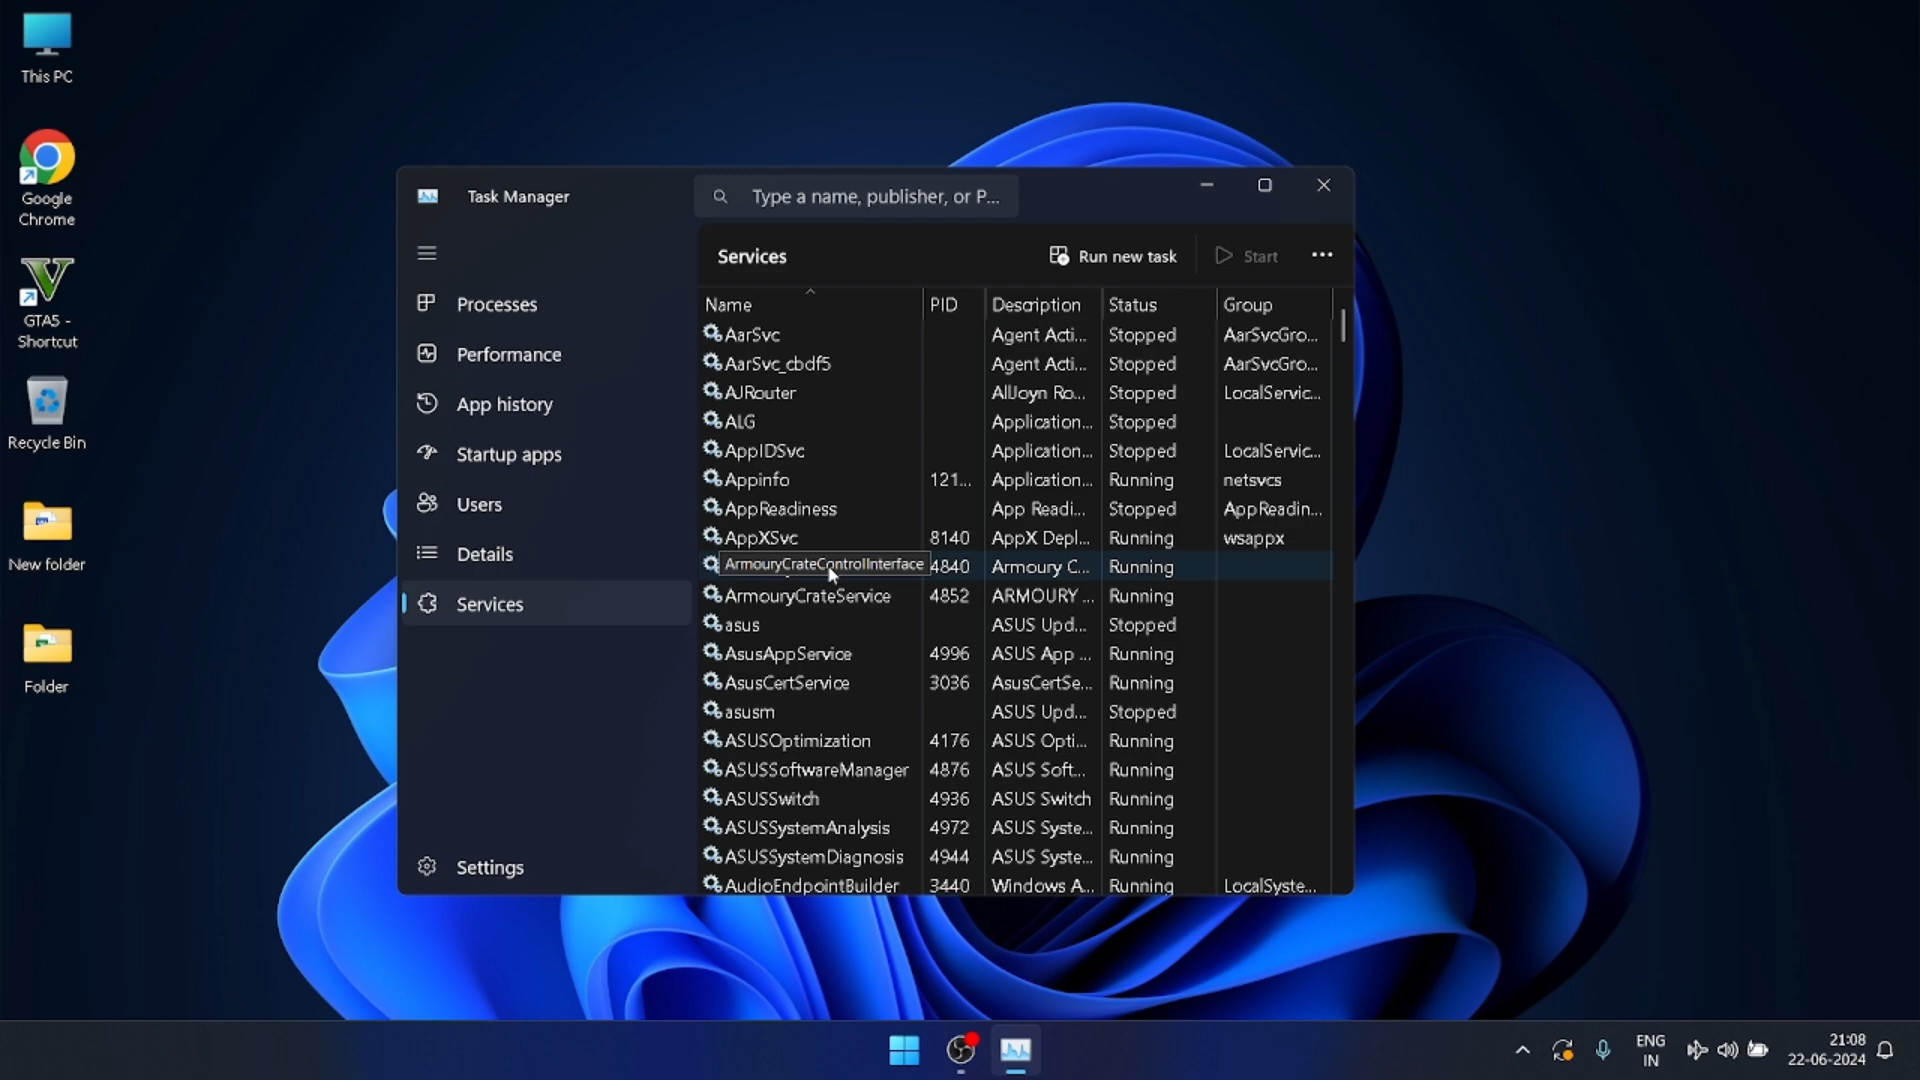 This PC
Google
Chrome
GTA5 -
Shortcut
Recycle Bin
New folder
Folder
Task Manager
Type a name, publisher, or P...
Processes
Performance
App history
Startup apps
Users
Details
Services
Settings
Services
Run new task
Start
Name PID Description Status Group
AarSvc Agent Acti... Stopped AarSvcGro...
AarSvc_cbdf5 Agent Acti... Stopped AarSvcGro...
AJRouter AllJoyn Ro... Stopped LocalServic...
ALG Application... Stopped
AppIDSvc Application... Stopped LocalServic...
Appinfo 121... Application... Running netsvcs
AppReadiness App Readi... Stopped AppReadin...
AppXSvc 8140 AppX Depl... Running wsappx
ArmouryCrateControlInterface 4840 Armoury C... Running
ArmouryCrateService 4852 ARMOURY ... Running
asus ASUS Upd... Stopped
AsusAppService 4996 ASUS App ... Running
AsusCertService 3036 AsusCertSe... Running
asusm ASUS Upd... Stopped
ASUSOptimization 4176 ASUS Opti... Running
ASUSSoftwareManager 4876 ASUS Soft... Running
ASUSSwitch 4936 ASUS Switch Running
ASUSSystemAnalysis 4972 ASUS Syste... Running
ASUSSystemDiagnosis 4944 ASUS Syste... Running
AudioEndpointBuilder 3440 Windows A... Running LocalSyste...
ENG
IN
21:08
22-06-2024